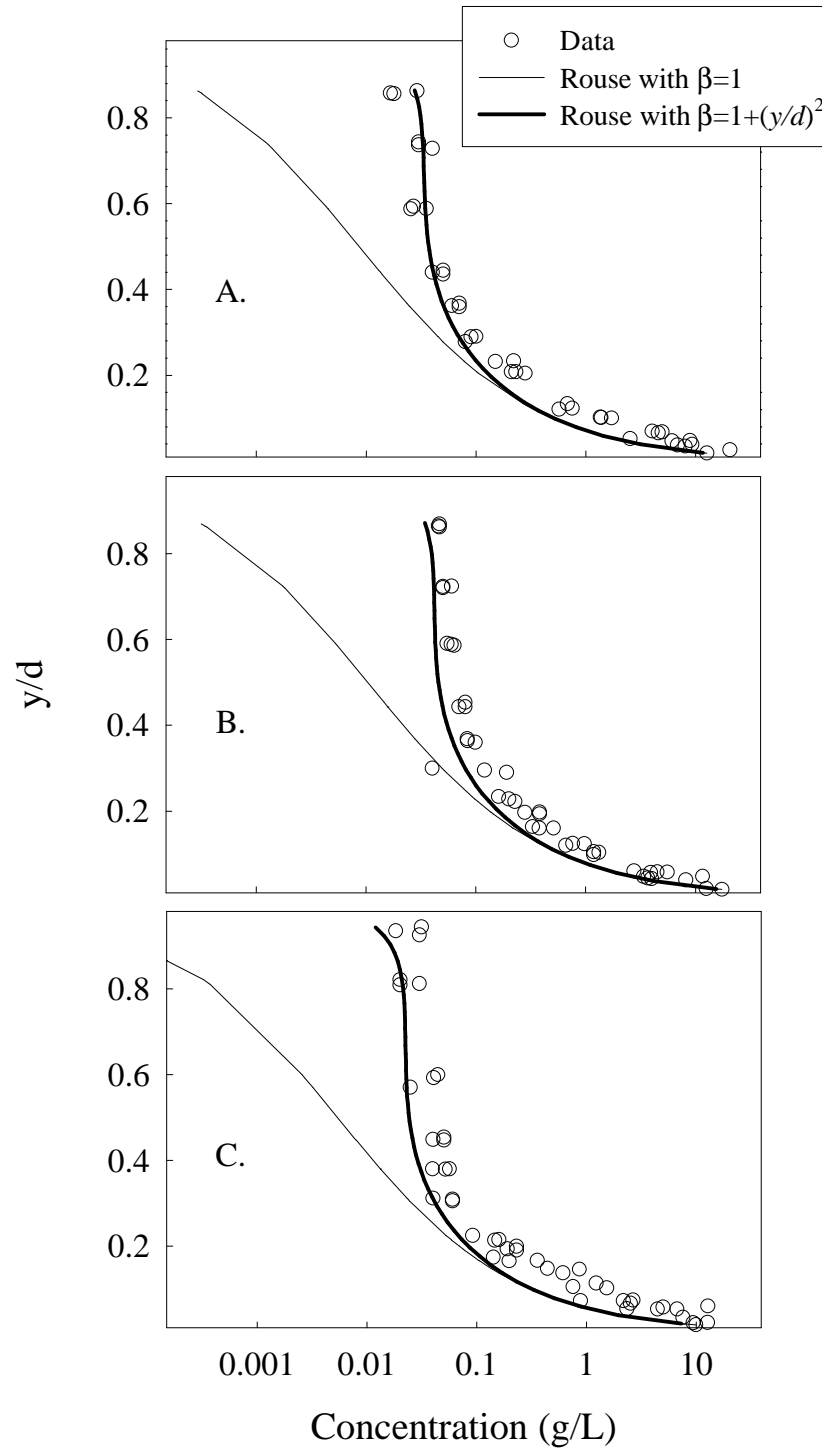 Data
Rouse with β=1
Rouse with β=1+(y/d)²
0.8
0.6
0.4
0.2
A.
0.8
0.6
0.4
0.2
B.
y/d
0.8
0.6
0.4
0.2
C.
0.001 0.01 0.1 1 10
Concentration (g/L)